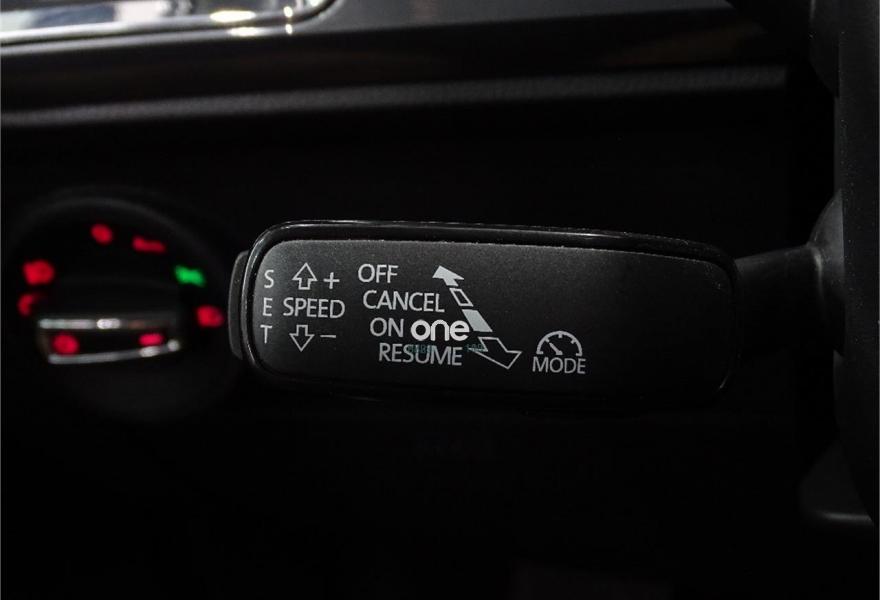 S
E
T
+
SPEED
−
OFF
CANCEL
ON
RESUME
one
MODE